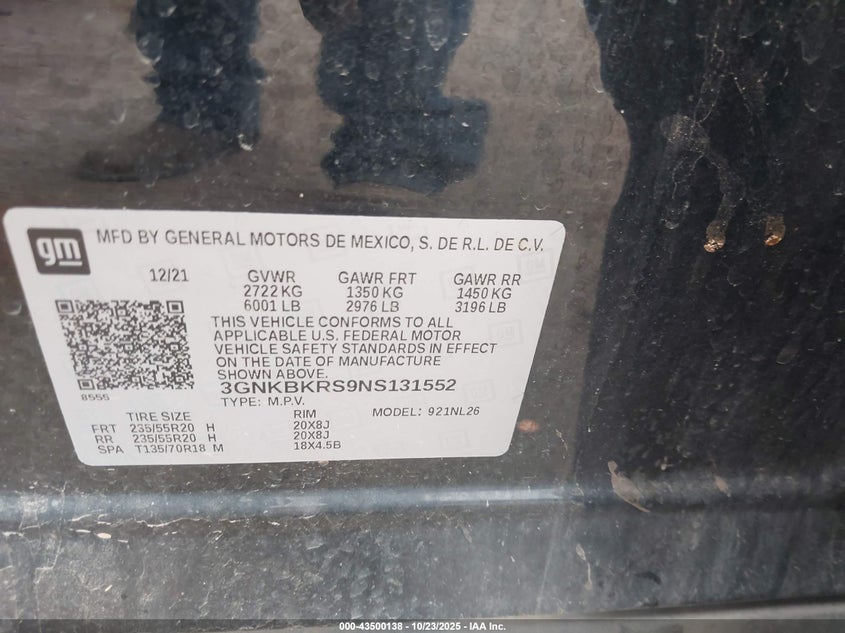 gm
MFD BY GENERAL MOTORS DE MEXICO, S. DE R.L. DE C.V.
12/21 GVWR GAWR FRT GAWR RR
2722 KG 1350 KG 1450 KG
6001 LB 2976 LB 3196 LB
THIS VEHICLE CONFORMS TO ALL
APPLICABLE U.S. FEDERAL MOTOR
VEHICLE SAFETY STANDARDS IN EFFECT
ON THE DATE OF MANUFACTURE
SHOWN ABOVE.
8555
3GNKBKRS9NS131552
TYPE: M.P.V. MODEL: 921NL26
TIRE SIZE RIM
FRT 235/55R20 H 20X8J
RR 235/55R20 H 20X8J
SPA T135/70R18 M 18X4.5B
000-43500138 - 10/23/2025 - IAA Inc.